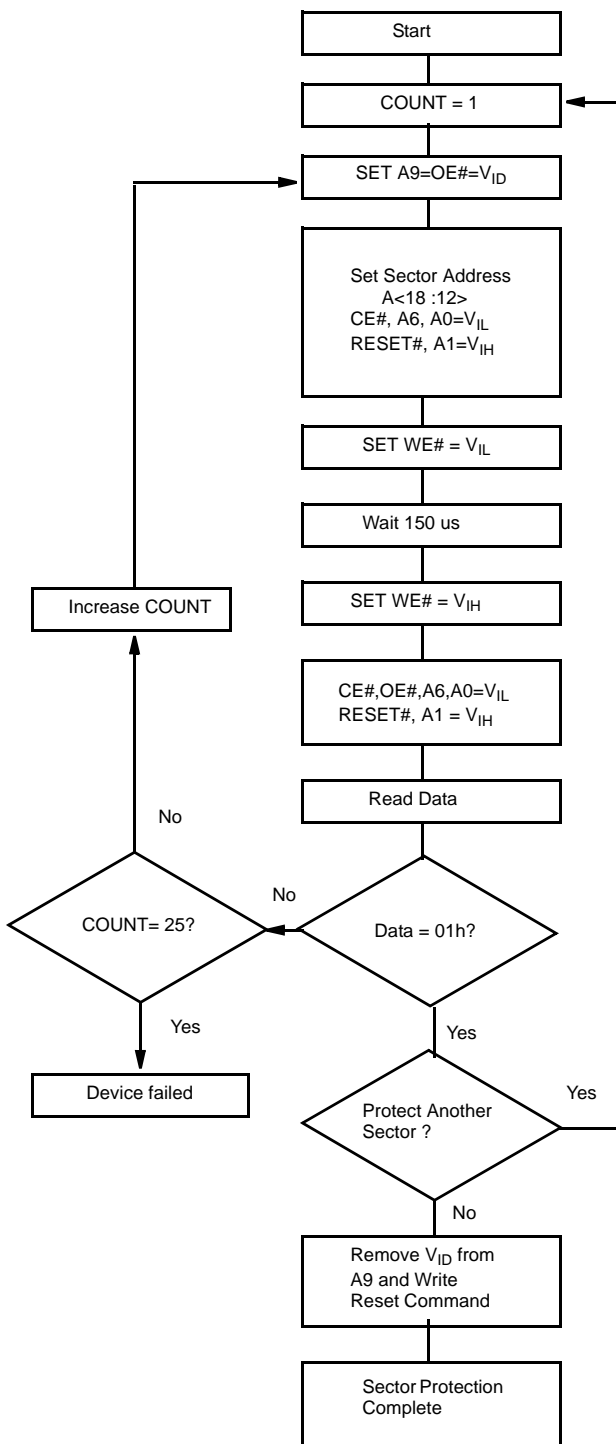 Start
COUNT = 1
SET A9=OE#=VID
Set Sector Address
A<18 :12>
CE#, A6, A0=VIL
RESET#, A1=VIH
SET WE# = VIL
Wait 150 us
Increase COUNT
SET WE# = VIH
CE#,OE#,A6,A0=VIL
RESET#, A1 = VIH
Read Data
No
No
COUNT= 25?
Data = 01h?
Yes
Yes
Device failed
Protect Another
Sector ?
Yes
No
Remove VID from
A9 and Write
Reset Command
Sector Protection
Complete